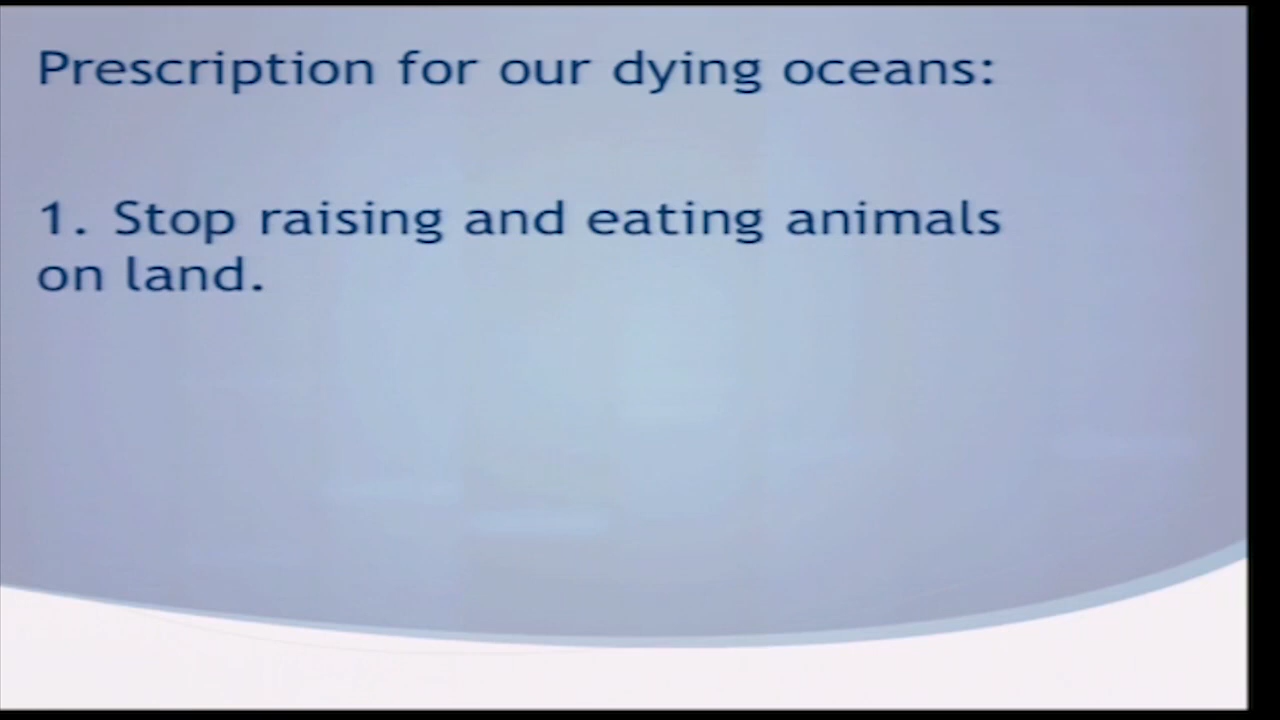 Prescription for our dying oceans:
1. Stop raising and eating animals
on land.